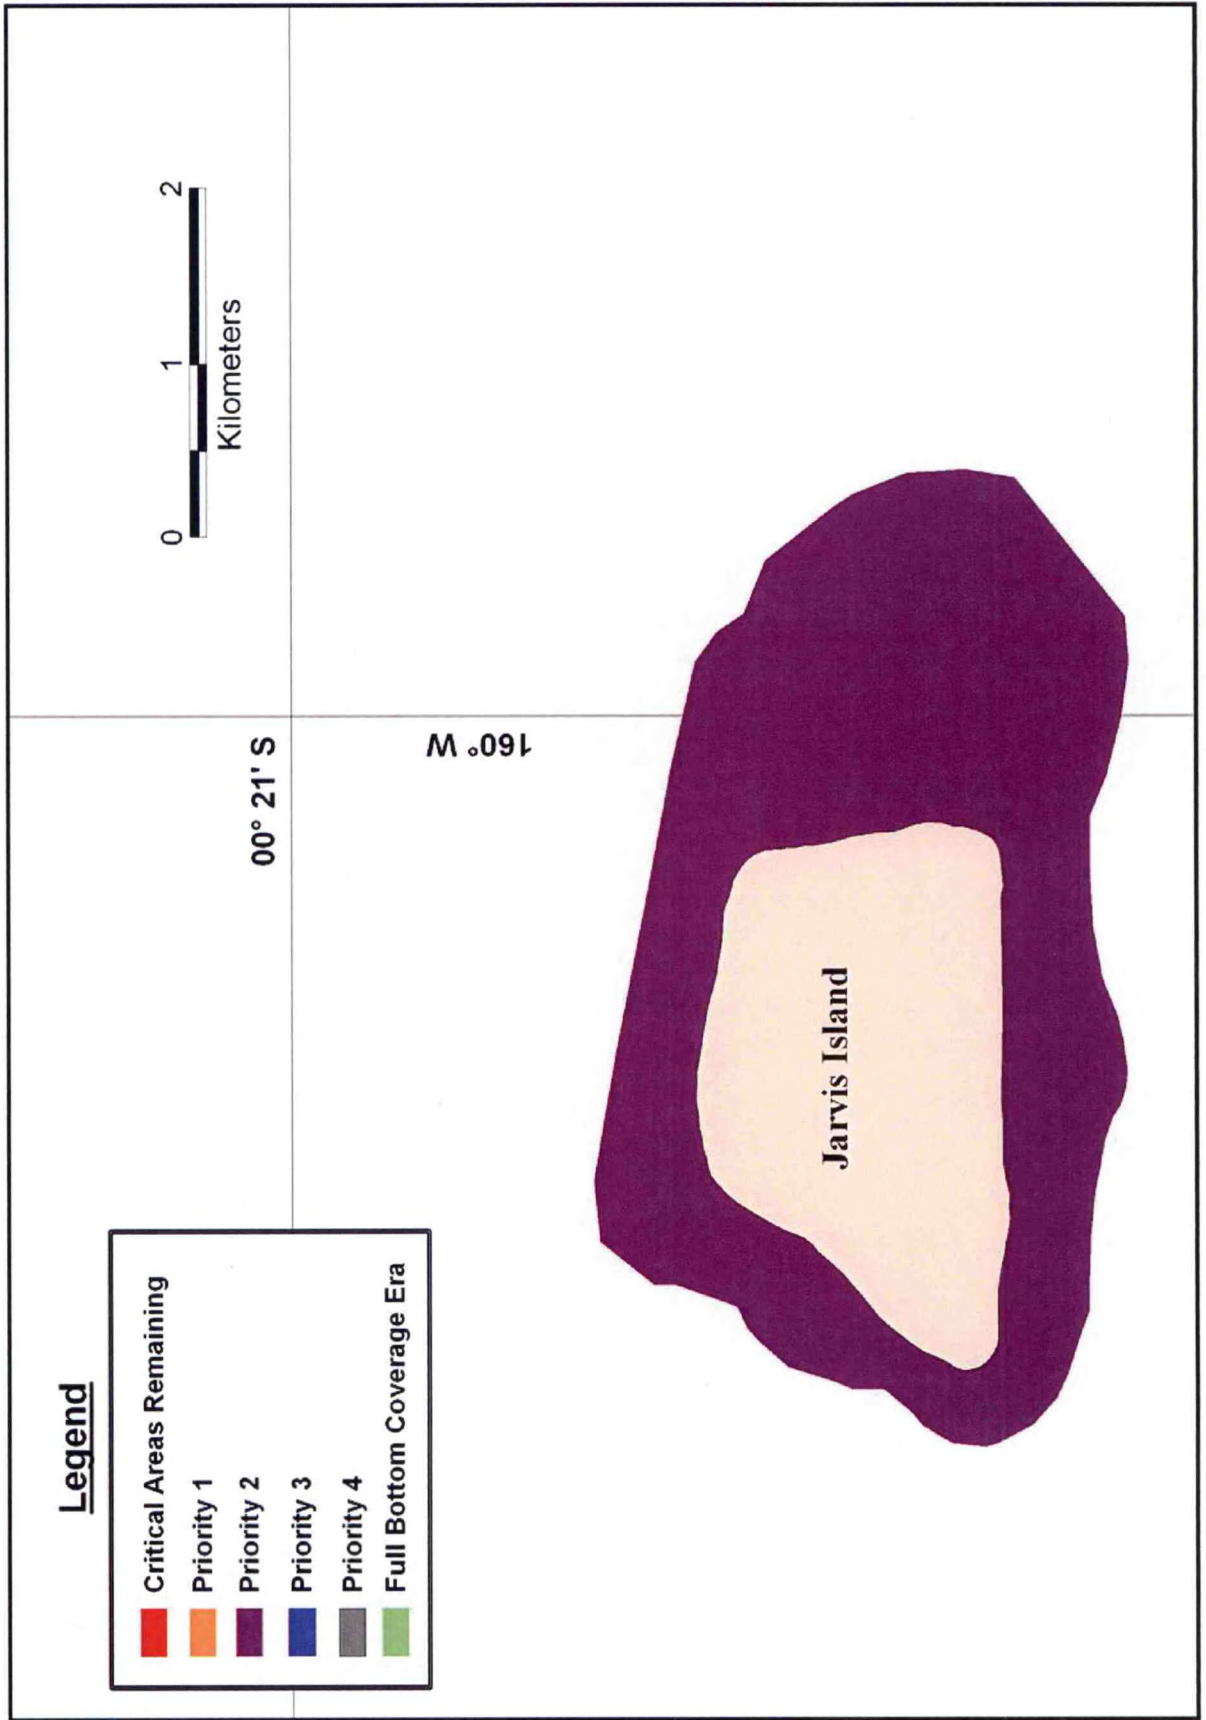 Legend
Critical Areas Remaining
Priority 1
Priority 2
Priority 3
Priority 4
Full Bottom Coverage Era
00° 21' S
160° W
0 1 2
Kilometers
Jarvis Island